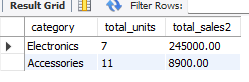 Result Grid Filter Rows:
category total_units total_sales2
Electronics 7 245000.00
Accessories 11 8900.00